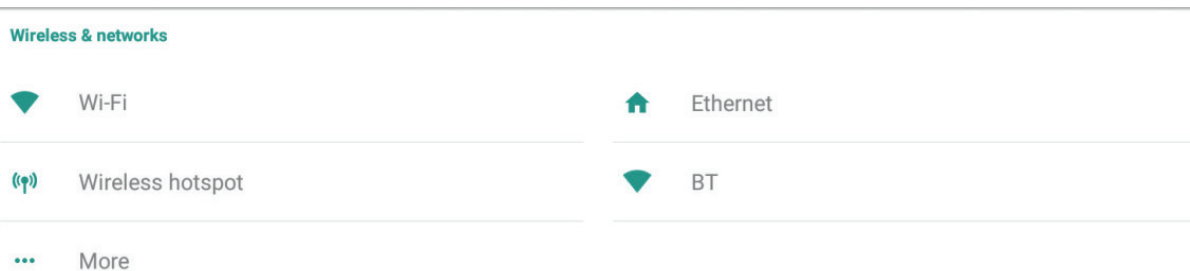 Wireless & networks
Wi-Fi
Ethernet
Wireless hotspot
BT
More